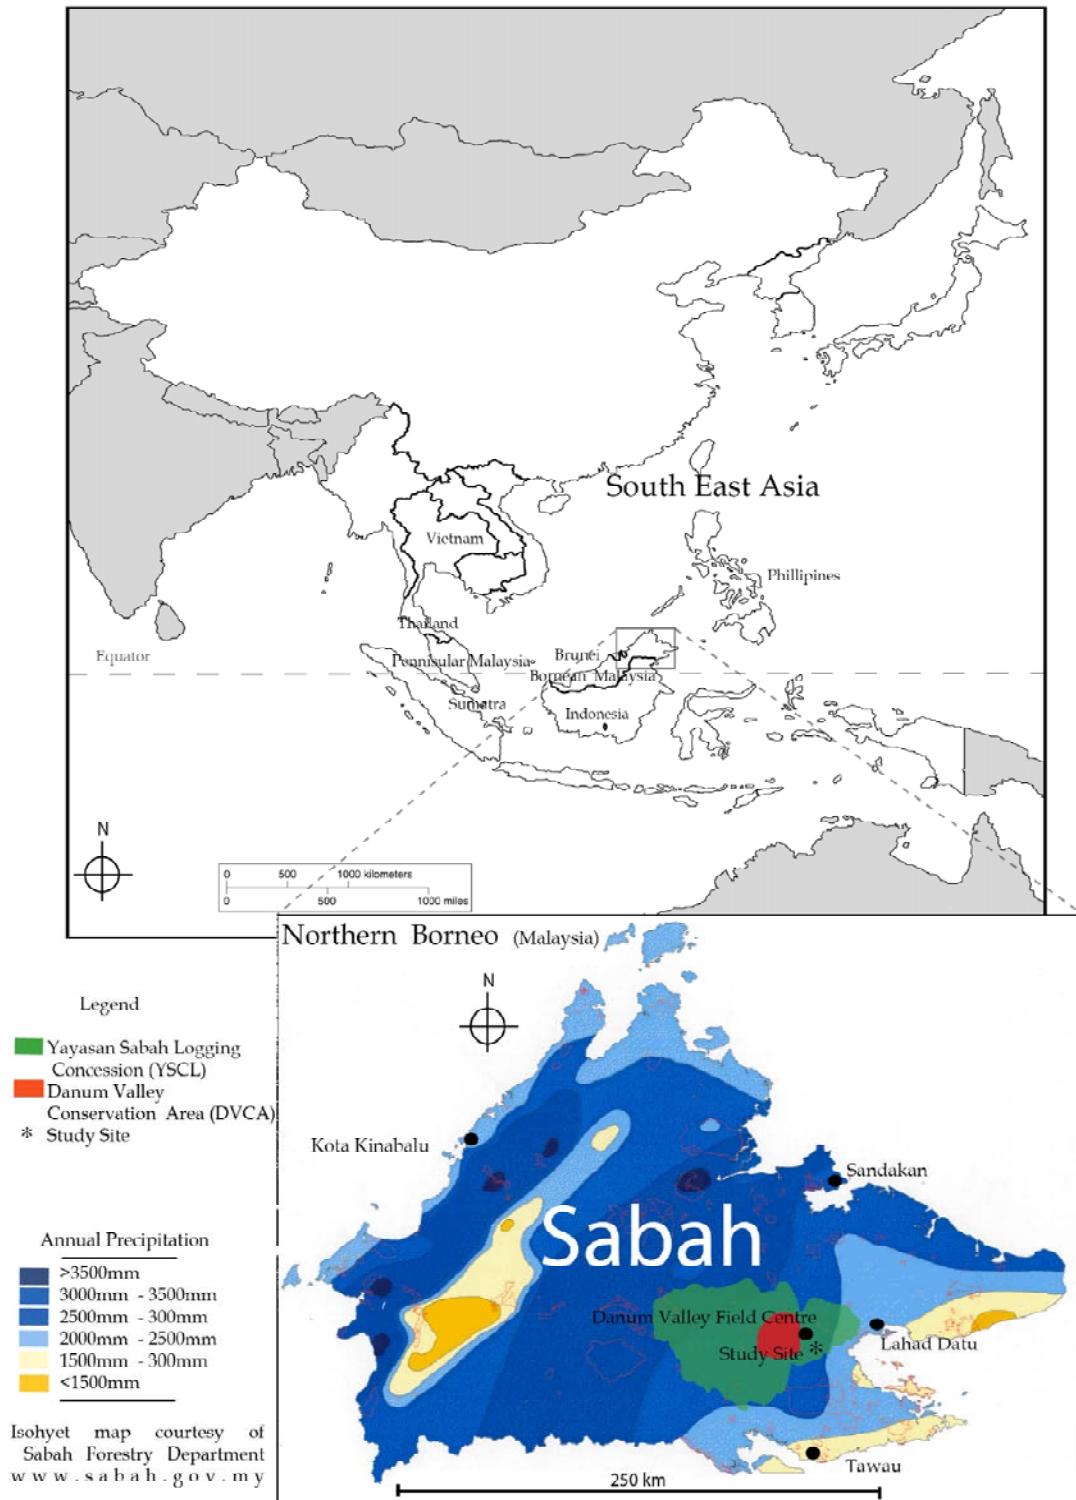 South East Asia
Vietnam
Phillipines
Thailand
Equator
Pennisular Malaysia
Brunei
Bornean Malaysia
Sumatra
Indonesia
N
0 500 1000 kilometers
0 500 1000 miles
Northern Borneo (Malaysia)
N
Legend
Yayasan Sabah Logging
Concession (YSCL)
Danum Valley
Conservation Area (DVCA)
* Study Site
Kota Kinabalu
Sandakan
Sabah
Annual Precipitation
>3500mm
3000mm - 3500mm
2500mm - 300mm
2000mm - 2500mm
1500mm - 300mm
<1500mm
Danum Valley Field Centre
Lahad Datu
Study Site *
Isohyet map courtesy of
Sabah Forestry Department
www.sabah.gov.my
Tawau
250 km